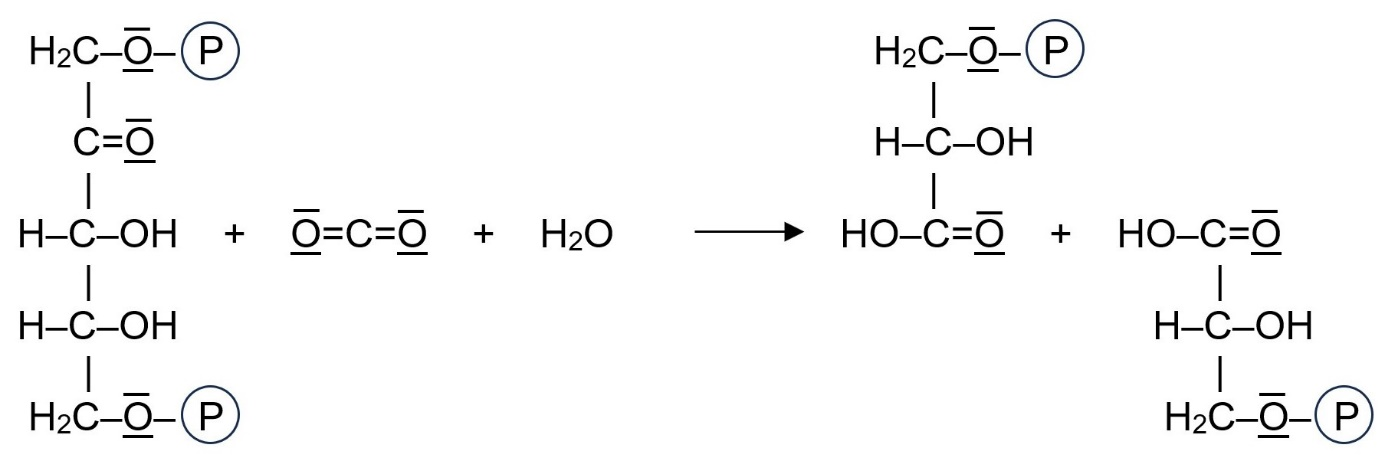 H₂C–O–P H₂C–O–P
C=O H–C–OH
H–C–OH + O=C=O + H₂O ⟶ HO–C=O + HO–C=O
H–C–OH H–C–OH
H₂C–O–P H₂C–O–P